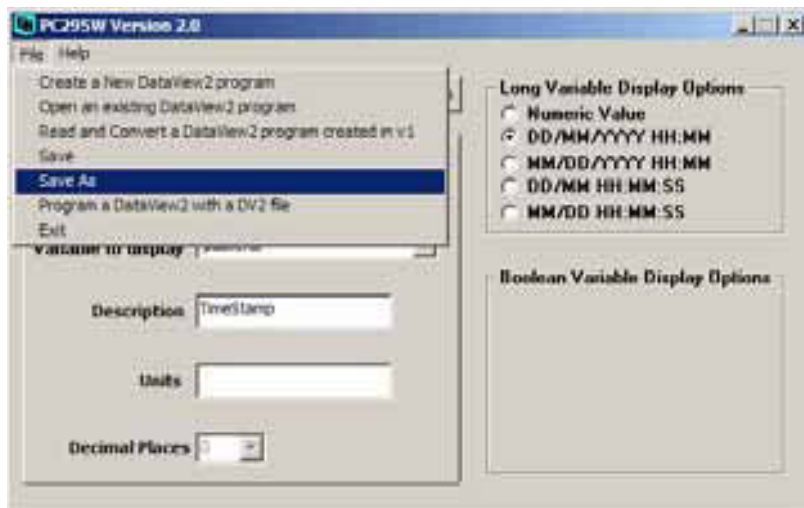 PC295W Version 2.0
File Help
Create a New DataView2 program
Open an existing DataView2 program
Read and Convert a DataView2 program created in v1
Save
Save As
Program a DataView2 with a DV2 file
Exit
Variable to display
Description TimeStamp
Units
Decimal Places
Long Variable Display Options
Numeric Value
DD/MM/YYYY HH:MM
MM/DD/YYYY HH:MM
DD/MM HH:MM:SS
MM/DD HH:MM:SS
Boolean Variable Display Options